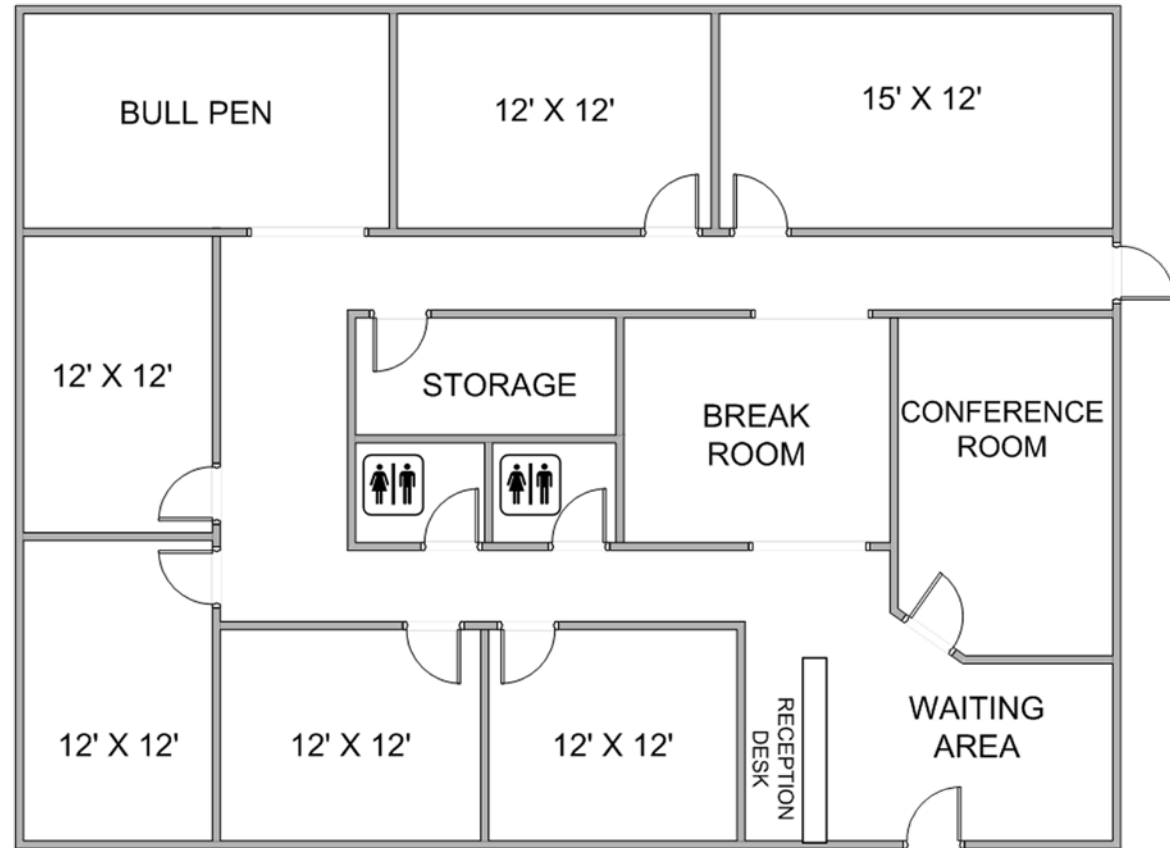 BULL PEN
12' X 12'
15' X 12'
12' X 12'
STORAGE
BREAK
ROOM
CONFERENCE
ROOM
12' X 12'
12' X 12'
12' X 12'
RECEPTION
DESK
WAITING
AREA